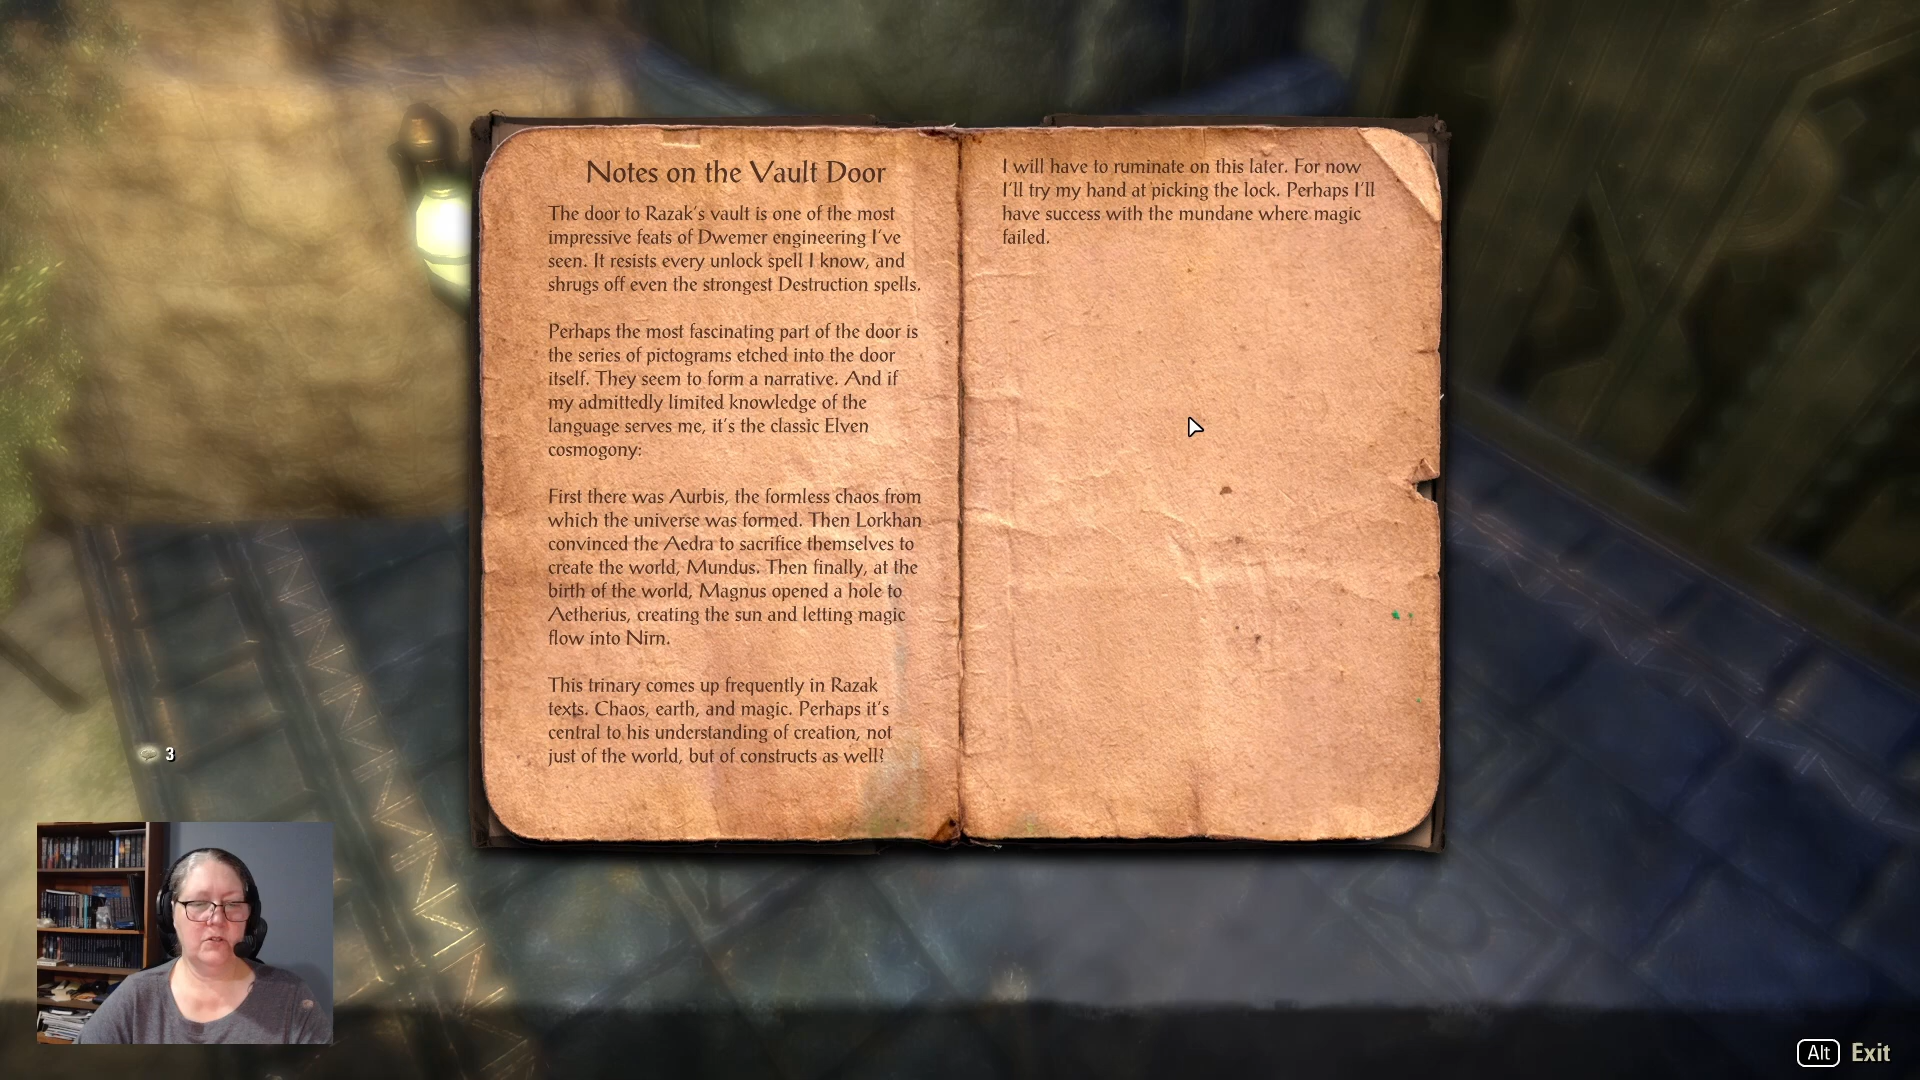 Notes on the Vault Door
The door to Razak's vault is one of the most
impressive feats of Dwemer engineering I've
seen. It resists every unlock spell I know, and
shrugs off even the strongest Destruction spells.
Perhaps the most fascinating part of the door is
the series of pictograms etched into the door
itself. They seem to form a narrative. And if
my admittedly limited knowledge of the
language serves me, it's the classic Elven
cosmogony:
First there was Aurbis, the formless chaos from
which the universe was formed. Then Lorkhan
convinced the Aedra to sacrifice themselves to
create the world, Mundus. Then finally, at the
birth of the world, Magnus opened a hole to
Aetherius, creating the sun and letting magic
flow into Nirn.
This trinary comes up frequently in Razak
texts. Chaos, earth, and magic. Perhaps it's
central to his understanding of creation, not
just of the world, but of constructs as well?
I will have to ruminate on this later. For now
I'll try my hand at picking the lock. Perhaps I'll
have success with the mundane where magic
failed.
3
Alt Exit